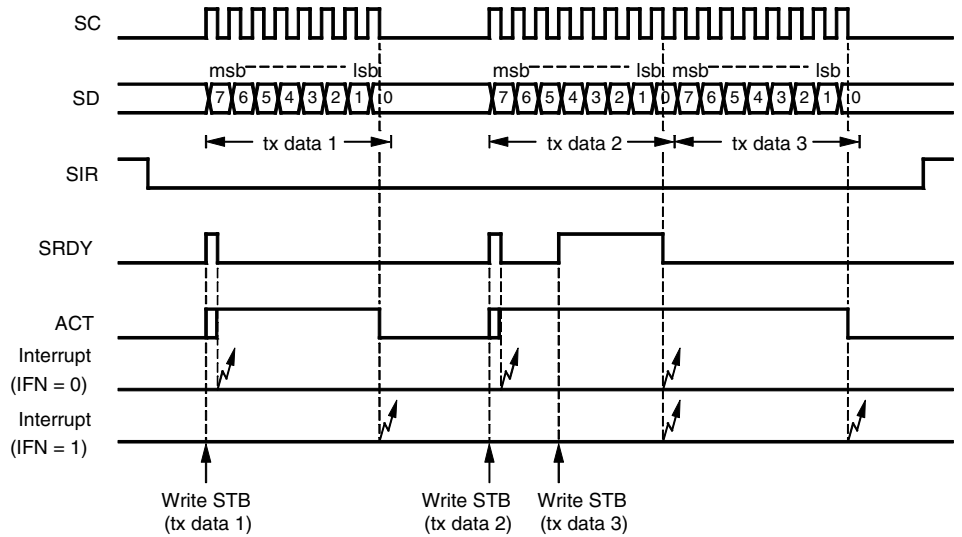 SC
msb lsb msb lsb msb lsb
SD 7 6 5 4 3 2 1 0 7 6 5 4 3 2 1 0 7 6 5 4 3 2 1 0
tx data 1 tx data 2 tx data 3
SIR
SRDY
ACT
Interrupt
(IFN = 0)
Interrupt
(IFN = 1)
Write STB
(tx data 1)
Write STB
(tx data 2)
Write STB
(tx data 3)